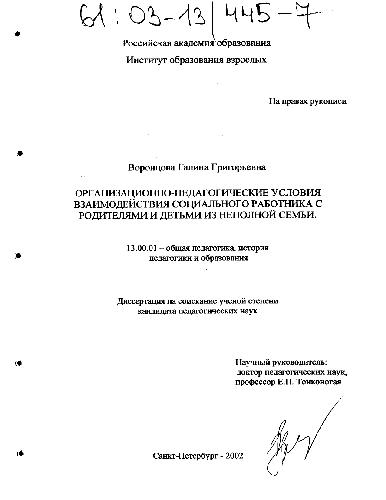 61:03-13/445-7
Российская академия образования
Институт образования взрослых
На правах рукописи
Воронцова Галина Григорьевна
ОРГАНИЗАЦИОННО-ПЕДАГОГИЧЕСКИЕ УСЛОВИЯ
ВЗАИМОДЕЙСТВИЯ СОЦИАЛЬНОГО РАБОТНИКА С
РОДИТЕЛЯМИ И ДЕТЬМИ ИЗ НЕПОЛНОЙ СЕМЬИ.
13.00.01 – общая педагогика, история
педагогики и образования
Диссертация на соискание ученой степени
кандидата педагогических наук
Научный руководитель:
доктор педагогических наук,
профессор Е.П. Тонконогая
Санкт-Петербург - 2002